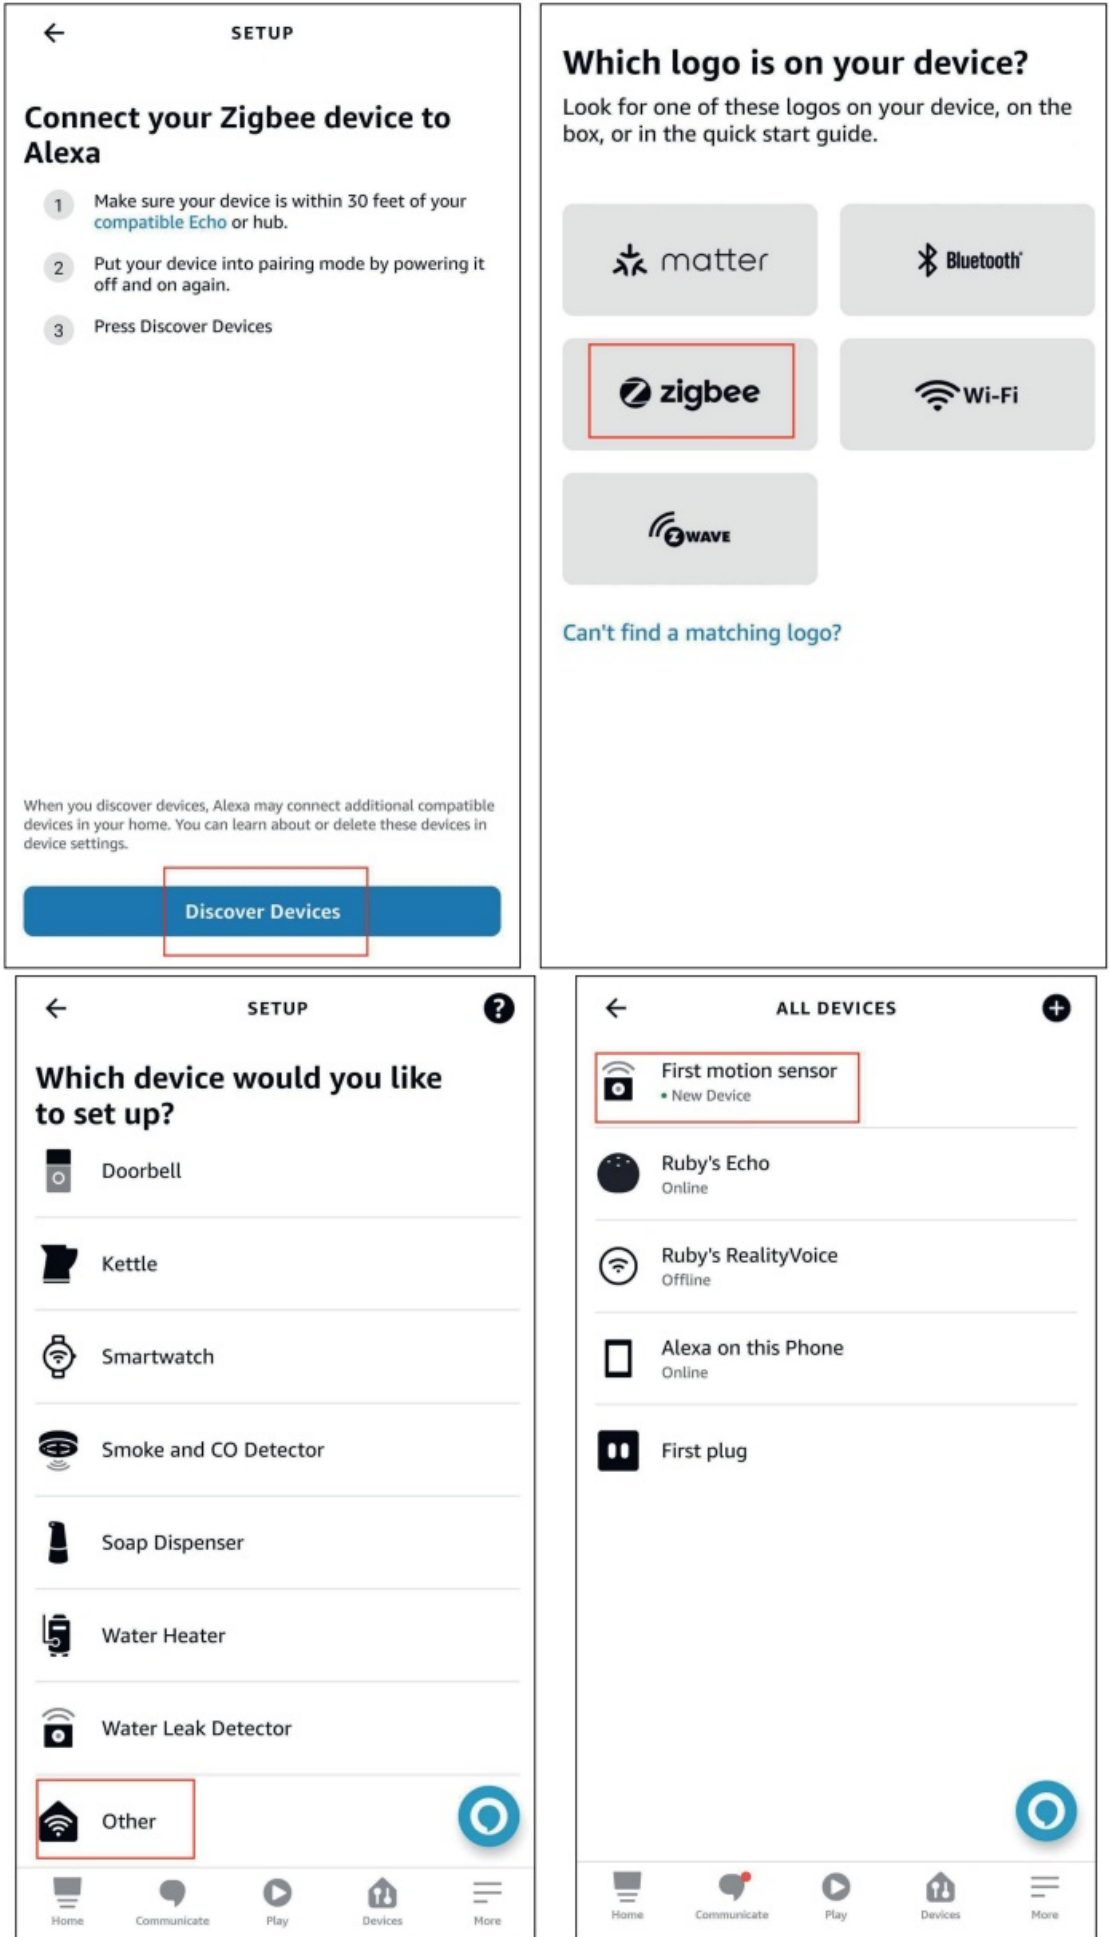 SETUP
Connect your Zigbee device to
Alexa
1 Make sure your device is within 30 feet of your
compatible Echo or hub.
2 Put your device into pairing mode by powering it
off and on again.
3 Press Discover Devices
When you discover devices, Alexa may connect additional compatible
devices in your home. You can learn about or delete these devices in
device settings.
Discover Devices
Which logo is on your device?
Look for one of these logos on your device, on the
box, or in the quick start guide.
matter
Bluetooth®
zigbee
Wi-Fi
Z WAVE
Can't find a matching logo?
SETUP
?
Which device would you like
to set up?
Doorbell
Kettle
Smartwatch
Smoke and CO Detector
Soap Dispenser
Water Heater
Water Leak Detector
Other
Home Communicate Play Devices More
ALL DEVICES
First motion sensor
• New Device
Ruby's Echo
Online
Ruby's RealityVoice
Offline
Alexa on this Phone
Online
First plug
Home Communicate Play Devices More